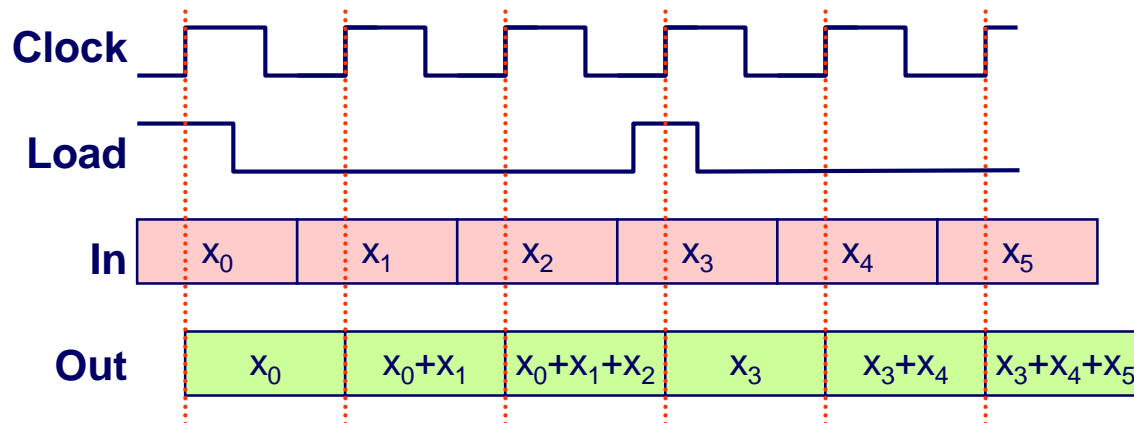 Clock
Load
In x₀ x₁ x₂ x₃ x₄ x₅
Out x₀ x₀+x₁ x₀+x₁+x₂ x₃ x₃+x₄ x₃+x₄+x₅